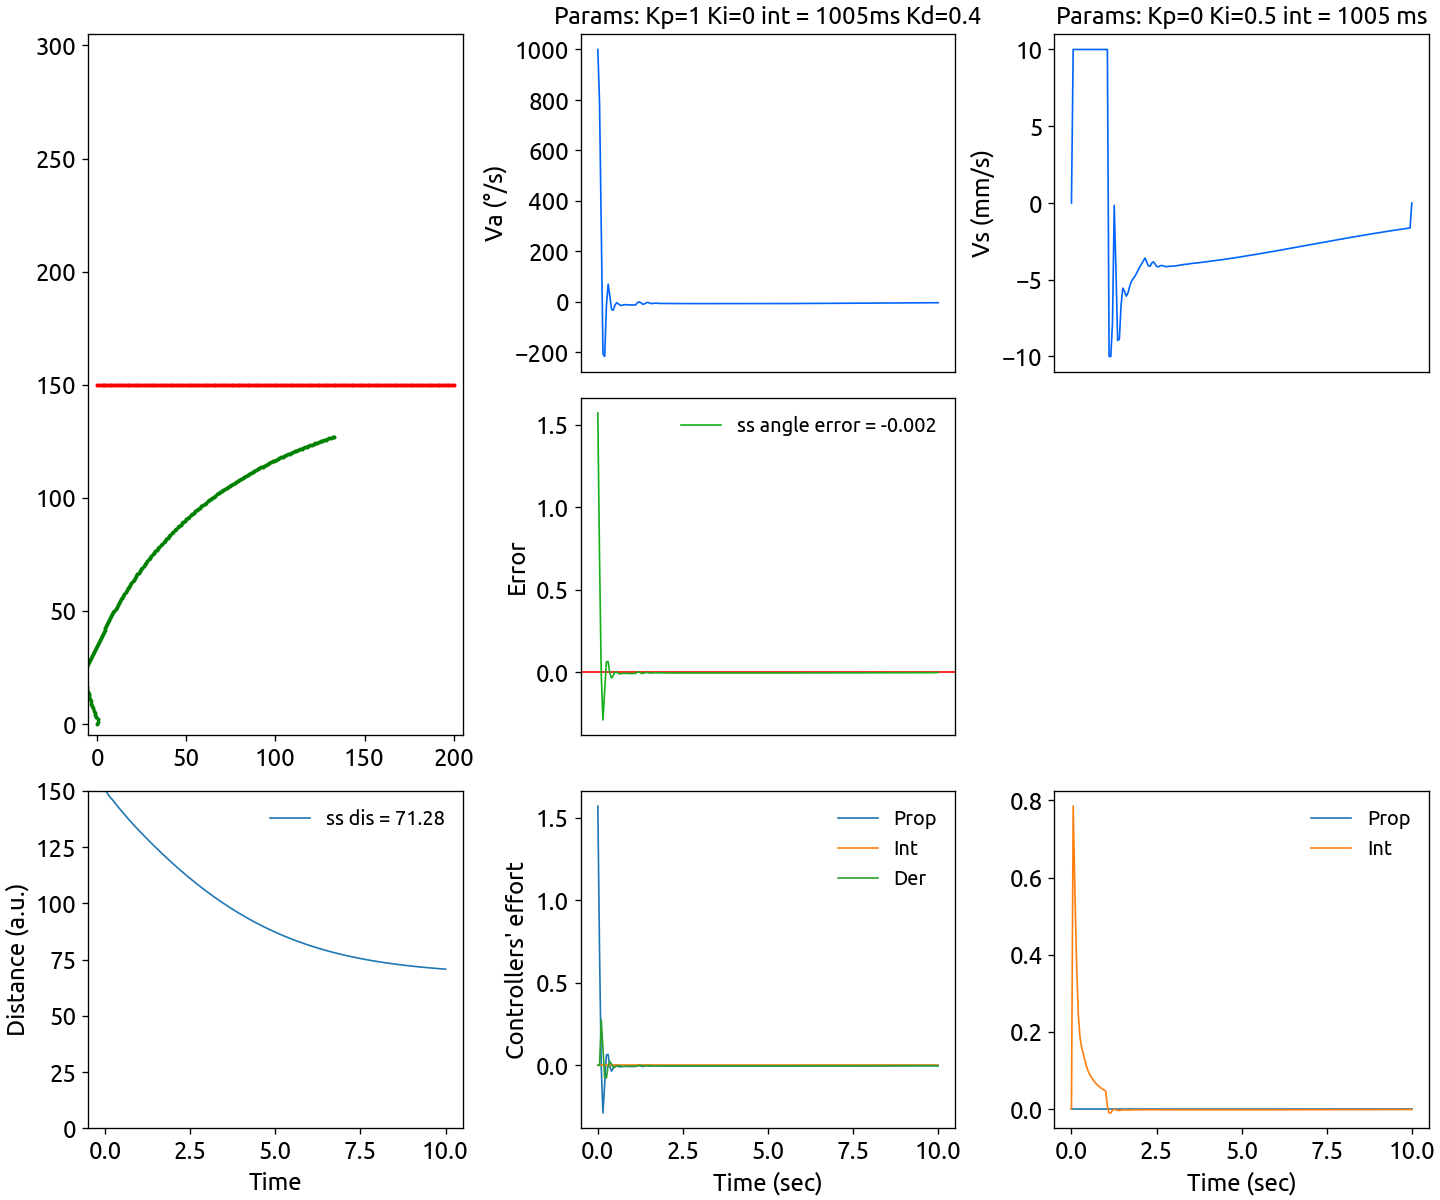 Params: Kp=1 Ki=0 int = 1005ms Kd=0.4
Params: Kp=0 Ki=0.5 int = 1005 ms
300
250
200
150
100
50
0
0 50 100 150 200
Va (°/s)
1000
800
600
400
200
0
−200
Vs (mm/s)
10
5
0
−5
−10
Error
1.5
1.0
0.5
0.0
ss angle error = -0.002
Distance (a.u.)
150
125
100
75
50
25
0
ss dis = 71.28
0.0 2.5 5.0 7.5 10.0
Time
Controllers' effort
1.5
1.0
0.5
0.0
Prop
Int
Der
0.0 2.5 5.0 7.5 10.0
Time (sec)
0.8
0.6
0.4
0.2
0.0
Prop
Int
0.0 2.5 5.0 7.5 10.0
Time (sec)